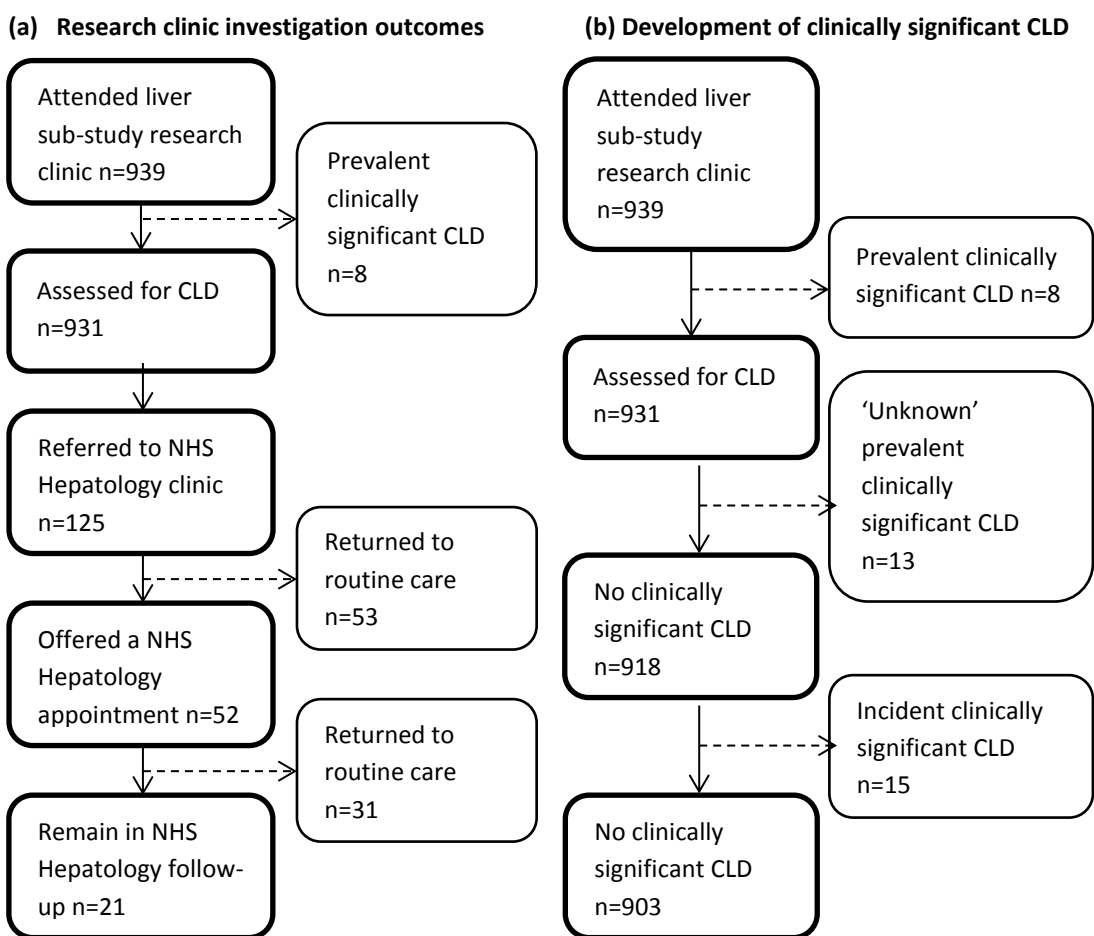 (a) Research clinic investigation outcomes
Attended liver
sub-study research
clinic n=939
Prevalent
clinically
significant CLD
n=8
Assessed for CLD
n=931
Referred to NHS
Hepatology clinic
n=125
Returned to
routine care
n=53
Offered a NHS
Hepatology
appointment n=52
Returned to
routine care
n=31
Remain in NHS
Hepatology follow-
up n=21
(b) Development of clinically significant CLD
Attended liver
sub-study
research clinic
n=939
Prevalent clinically
significant CLD n=8
Assessed for CLD
n=931
‘Unknown’
prevalent
clinically
significant CLD
n=13
No clinically
significant CLD
n=918
Incident clinically
significant CLD
n=15
No clinically
significant CLD
n=903